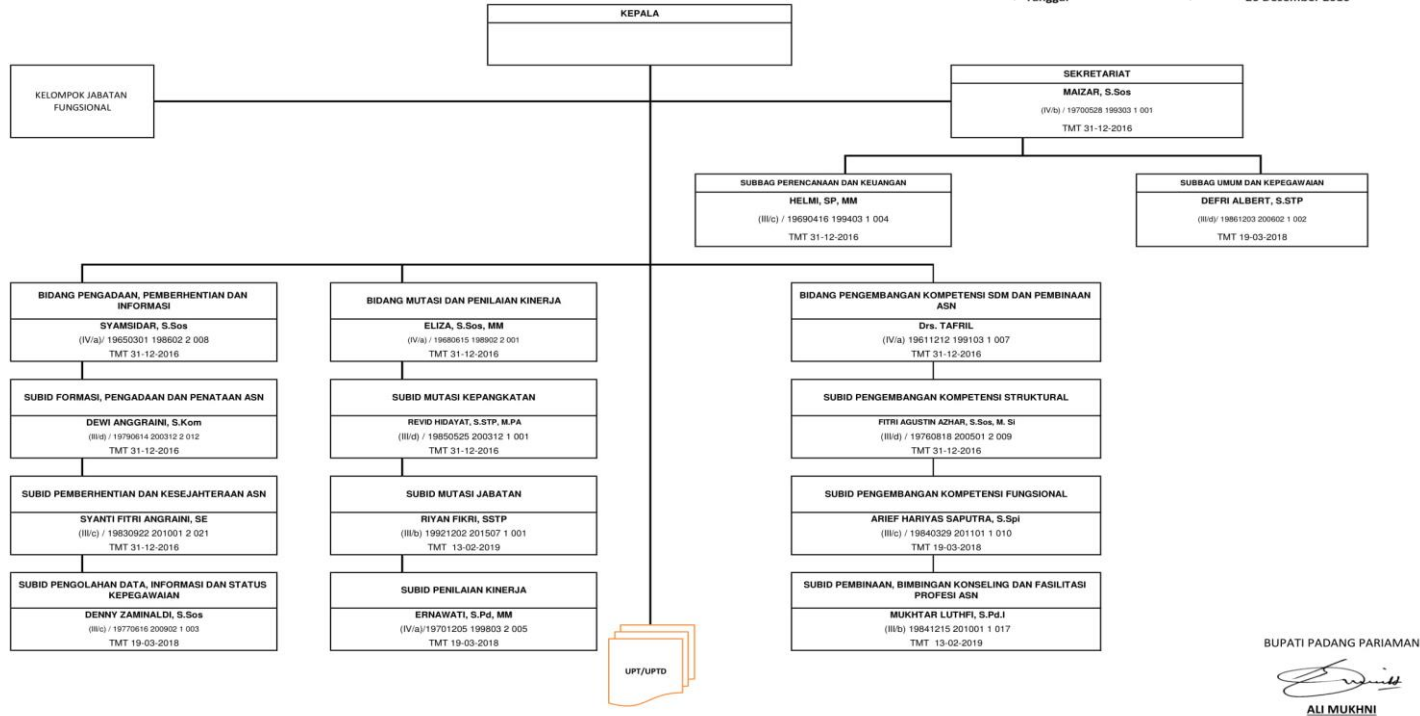 KEPALA
KELOMPOK JABATAN
FUNGSIONAL
SEKRETARIAT
MAIZAR, S.Sos
(IV/b) / 19700528 199303 1 001
TMT 31-12-2016
SUBBAG PERENCANAAN DAN KEUANGAN
HELMI, SP, MM
(III/c) / 19690416 199403 1 004
TMT 31-12-2016
SUBBAG UMUM DAN KEPEGAWAIAN
DEFRI ALBERT, S.STP
(III/d)/ 19861203 200602 1 002
TMT 19-03-2018
BIDANG PENGADAAN, PEMBERHENTIAN DAN
INFORMASI
SYAMSIDAR, S.Sos
(IV/a)/ 19650301 198602 2 008
TMT 31-12-2016
SUBID FORMASI, PENGADAAN DAN PENATAAN ASN
DEWI ANGGRAINI, S.Kom
(III/d) / 19790614 200312 2 012
TMT 31-12-2016
SUBID PEMBERHENTIAN DAN KESEJAHTERAAN ASN
SYANTI FITRI ANGRAINI, SE
(III/c) / 19830922 201001 2 021
TMT 31-12-2016
SUBID PENGOLAHAN DATA, INFORMASI DAN STATUS
KEPEGAWAIAN
DENNY ZAMINALDI, S.Sos
(III/c) / 19770616 200902 1 003
TMT 19-03-2018
BIDANG MUTASI DAN PENILAIAN KINERJA
ELIZA, S.Sos, MM
(IV/a) / 19680615 198902 2 001
TMT 31-12-2016
SUBID MUTASI KEPANGKATAN
REVID HIDAYAT, S.STP, M.PA
(III/d) / 19850525 200312 1 001
TMT 31-12-2016
SUBID MUTASI JABATAN
RIYAN FIKRI, SSTP
(III/b) 19921202 201507 1 001
TMT 13-02-2019
SUBID PENILAIAN KINERJA
ERNAWATI, S.Pd, MM
(IV/a)/19701205 199803 2 005
TMT 19-03-2018
BIDANG PENGEMBANGAN KOMPETENSI SDM DAN PEMBINAAN
ASN
Drs. TAFRIL
(IV/a) 19611212 199103 1 007
TMT 31-12-2016
SUBID PENGEMBANGAN KOMPETENSI STRUKTURAL
FITRI AGUSTIN AZHAR, S.Sos, M. Si
(III/d) / 19760818 200501 2 009
TMT 31-12-2016
SUBID PENGEMBANGAN KOMPETENSI FUNGSIONAL
ARIEF HARIYAS SAPUTRA, S.Spi
(III/c) / 19840329 201101 1 010
TMT 19-03-2018
SUBID PEMBINAAN, BIMBINGAN KONSELING DAN FASILITASI
PROFESI ASN
MUKHTAR LUTHFI, S.Pd.I
(III/b) 19841215 201001 1 017
TMT 13-02-2019
UPT/UPTD
BUPATI PADANG PARIAMAN
ALI MUKHNI